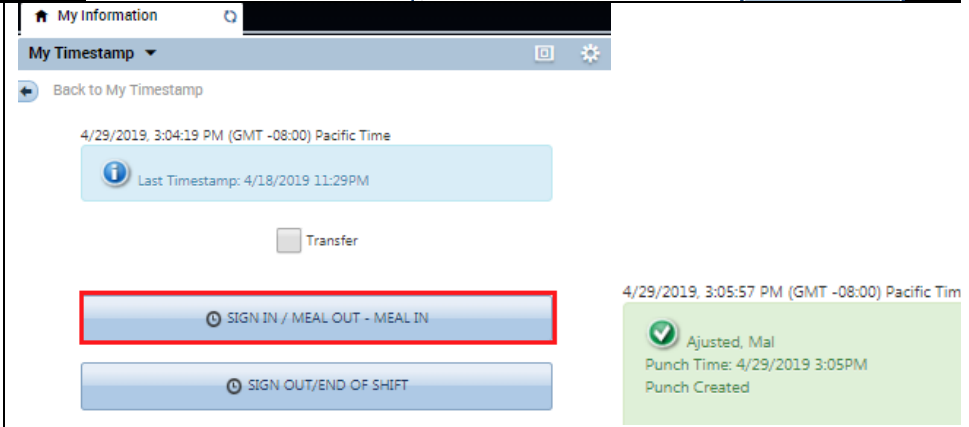 My Information
My Timestamp
Back to My Timestamp
4/29/2019, 3:04:19 PM (GMT -08:00) Pacific Time
Last Timestamp: 4/18/2019 11:29PM
Transfer
SIGN IN / MEAL OUT - MEAL IN
SIGN OUT/END OF SHIFT
4/29/2019, 3:05:57 PM (GMT -08:00) Pacific Tim
Ajusted, Mal
Punch Time: 4/29/2019 3:05PM
Punch Created